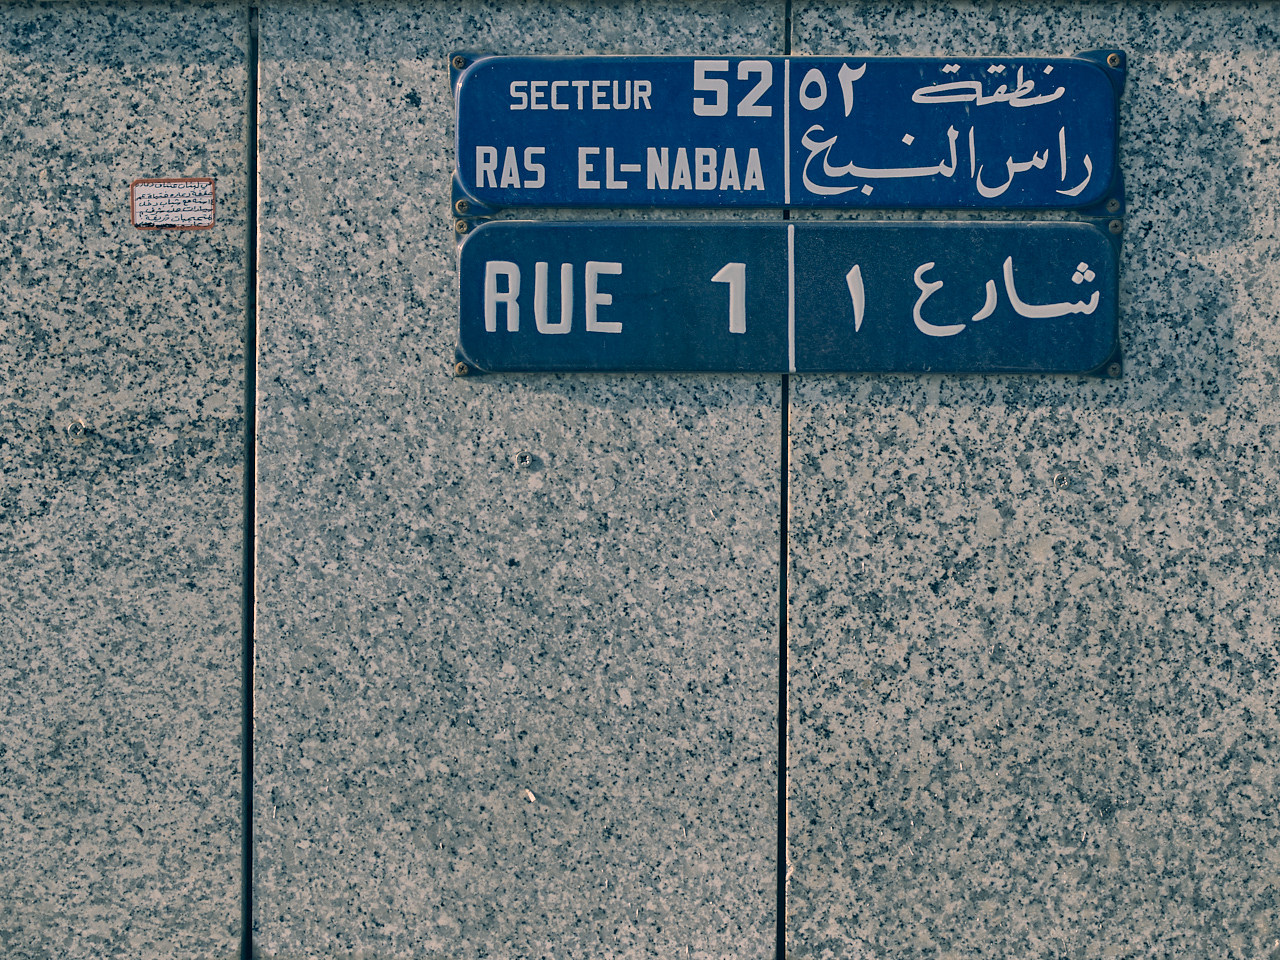 SECTEUR 52
RAS EL-NABAA
منطقة ٥٢
راس النبع
RUE 1
شارع ١